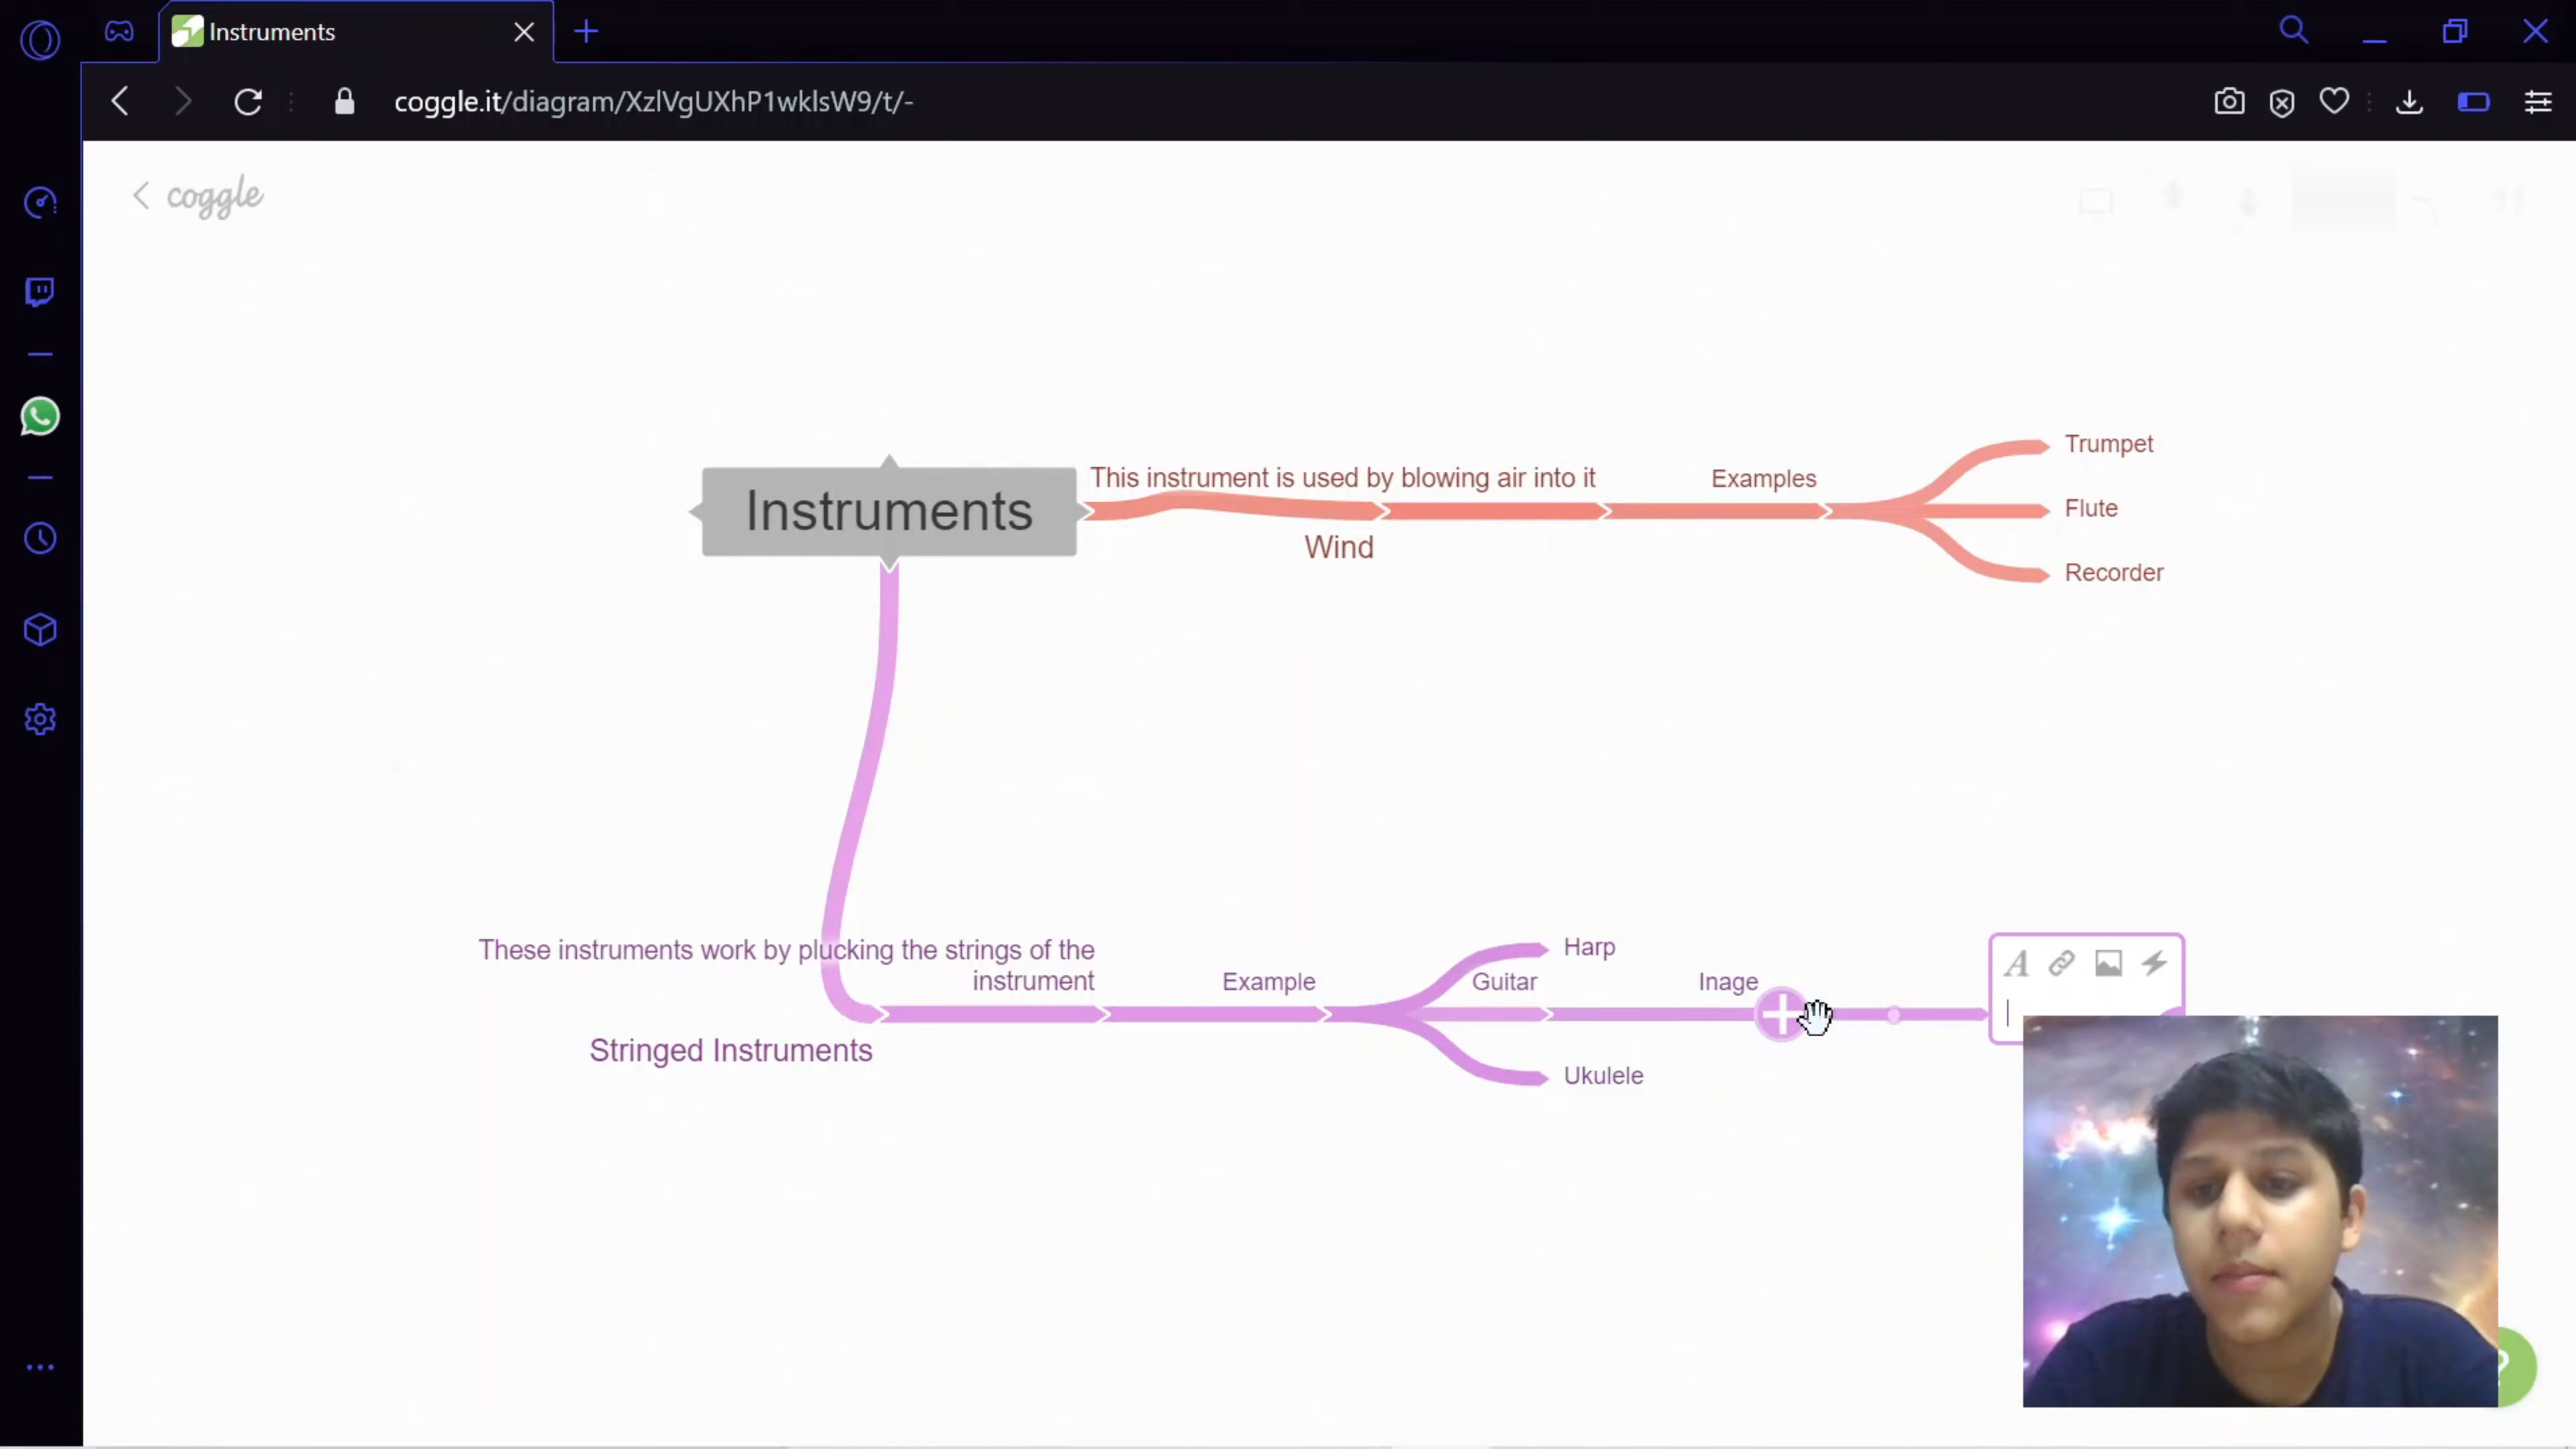 Instruments
coggle.it/diagram/XzlVgUXhP1wklsW9/t/-
coggle
Instruments
This instrument is used by blowing air into it
Wind
Examples
Trumpet
Flute
Recorder
These instruments work by plucking the strings of the
instrument
Stringed Instruments
Example
Harp
Guitar
Ukulele
Inage